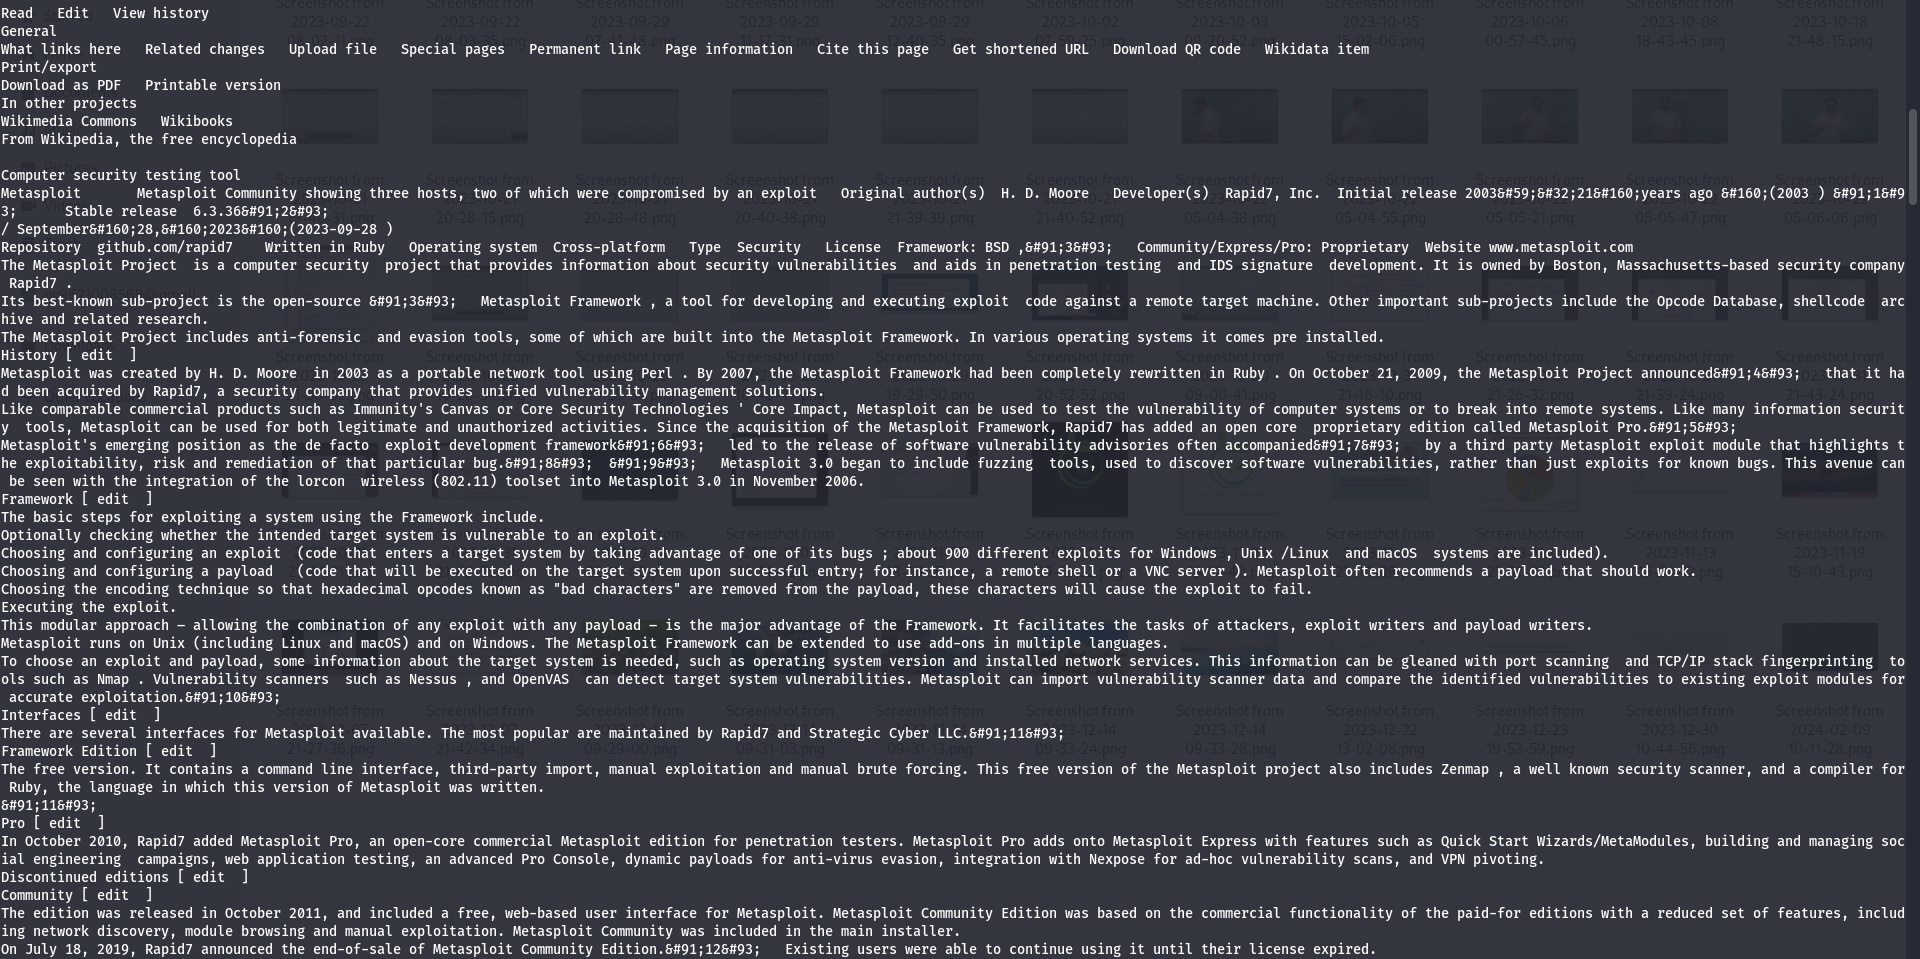 Read   Edit   View history
General
What links here   Related changes   Upload file   Special pages   Permanent link   Page information   Cite this page   Get shortened URL   Download QR code   Wikidata item
Print/export
Download as PDF   Printable version
In other projects
Wikimedia Commons   Wikibooks
From Wikipedia, the free encyclopedia
Computer security testing tool
Metasploit       Metasploit Community showing three hosts, two of which were compromised by an exploit   Original author(s)  H. D. Moore   Developer(s)  Rapid7, Inc.  Initial release 2003&#59;&#32;21&#160;years ago &#160;(2003 ) &#91;1&#9
3;      Stable release  6.3.36&#91;2&#93;
/ September&#160;28,&#160;2023&#160;(2023-09-28 )
Repository  github.com/rapid7    Written in Ruby   Operating system  Cross-platform   Type  Security   License  Framework: BSD ,&#91;3&#93;   Community/Express/Pro: Proprietary  Website www.metasploit.com
The Metasploit Project  is a computer security  project that provides information about security vulnerabilities  and aids in penetration testing  and IDS signature  development. It is owned by Boston, Massachusetts-based security company
 Rapid7 .
Its best-known sub-project is the open-source &#91;3&#93;   Metasploit Framework , a tool for developing and executing exploit  code against a remote target machine. Other important sub-projects include the Opcode Database, shellcode  arc
hive and related research.
The Metasploit Project includes anti-forensic  and evasion tools, some of which are built into the Metasploit Framework. In various operating systems it comes pre installed.
History [ edit  ]
Metasploit was created by H. D. Moore  in 2003 as a portable network tool using Perl . By 2007, the Metasploit Framework had been completely rewritten in Ruby . On October 21, 2009, the Metasploit Project announced&#91;4&#93;   that it ha
d been acquired by Rapid7, a security company that provides unified vulnerability management solutions.
Like comparable commercial products such as Immunity's Canvas or Core Security Technologies ' Core Impact, Metasploit can be used to test the vulnerability of computer systems or to break into remote systems. Like many information securit
y  tools, Metasploit can be used for both legitimate and unauthorized activities. Since the acquisition of the Metasploit Framework, Rapid7 has added an open core  proprietary edition called Metasploit Pro.&#91;5&#93;
Metasploit's emerging position as the de facto  exploit development framework&#91;6&#93;   led to the release of software vulnerability advisories often accompanied&#91;7&#93;   by a third party Metasploit exploit module that highlights t
he exploitability, risk and remediation of that particular bug.&#91;8&#93;  &#91;9&#93;   Metasploit 3.0 began to include fuzzing  tools, used to discover software vulnerabilities, rather than just exploits for known bugs. This avenue can
 be seen with the integration of the lorcon  wireless (802.11) toolset into Metasploit 3.0 in November 2006.
Framework [ edit  ]
The basic steps for exploiting a system using the Framework include.
Optionally checking whether the intended target system is vulnerable to an exploit.
Choosing and configuring an exploit  (code that enters a target system by taking advantage of one of its bugs ; about 900 different exploits for Windows , Unix /Linux  and macOS  systems are included).
Choosing and configuring a payload   (code that will be executed on the target system upon successful entry; for instance, a remote shell or a VNC server ). Metasploit often recommends a payload that should work.
Choosing the encoding technique so that hexadecimal opcodes known as "bad characters" are removed from the payload, these characters will cause the exploit to fail.
Executing the exploit.
This modular approach – allowing the combination of any exploit with any payload – is the major advantage of the Framework. It facilitates the tasks of attackers, exploit writers and payload writers.
Metasploit runs on Unix (including Linux and macOS) and on Windows. The Metasploit Framework can be extended to use add-ons in multiple languages.
To choose an exploit and payload, some information about the target system is needed, such as operating system version and installed network services. This information can be gleaned with port scanning  and TCP/IP stack fingerprinting  to
ols such as Nmap . Vulnerability scanners  such as Nessus , and OpenVAS  can detect target system vulnerabilities. Metasploit can import vulnerability scanner data and compare the identified vulnerabilities to existing exploit modules for
 accurate exploitation.&#91;10&#93;
Interfaces [ edit  ]
There are several interfaces for Metasploit available. The most popular are maintained by Rapid7 and Strategic Cyber LLC.&#91;11&#93;
Framework Edition [ edit  ]
The free version. It contains a command line interface, third-party import, manual exploitation and manual brute forcing. This free version of the Metasploit project also includes Zenmap , a well known security scanner, and a compiler for
 Ruby, the language in which this version of Metasploit was written.
&#91;11&#93;
Pro [ edit  ]
In October 2010, Rapid7 added Metasploit Pro, an open-core commercial Metasploit edition for penetration testers. Metasploit Pro adds onto Metasploit Express with features such as Quick Start Wizards/MetaModules, building and managing soc
ial engineering  campaigns, web application testing, an advanced Pro Console, dynamic payloads for anti-virus evasion, integration with Nexpose for ad-hoc vulnerability scans, and VPN pivoting.
Discontinued editions [ edit  ]
Community [ edit  ]
The edition was released in October 2011, and included a free, web-based user interface for Metasploit. Metasploit Community Edition was based on the commercial functionality of the paid-for editions with a reduced set of features, includ
ing network discovery, module browsing and manual exploitation. Metasploit Community was included in the main installer.
On July 18, 2019, Rapid7 announced the end-of-sale of Metasploit Community Edition.&#91;12&#93;   Existing users were able to continue using it until their license expired.